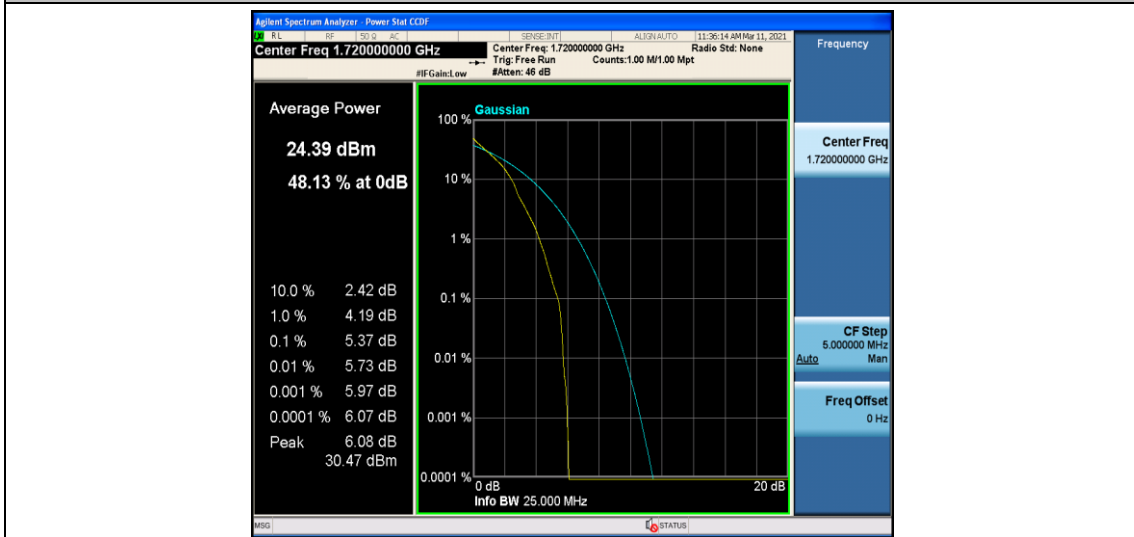 Agilent Spectrum Analyzer - Power Stat CCDF
RL RF 50 Ω AC SENSE:INT ALIGN AUTO 11:36:14 AM Mar 11, 2021
Center Freq 1.720000000 GHz
Center Freq: 1.720000000 GHz Radio Std: None
Trig: Free Run Counts:1.00 M/1.00 Mpt
#IFGain:Low #Atten: 46 dB
Frequency
Average Power
24.39 dBm
48.13 % at 0dB
10.0 % 2.42 dB
1.0 % 4.19 dB
0.1 % 5.37 dB
0.01 % 5.73 dB
0.001 % 5.97 dB
0.0001 % 6.07 dB
Peak 6.08 dB
30.47 dBm
Gaussian
100 %
10 %
1 %
0.1 %
0.01 %
0.001 %
0.0001 %
0 dB 20 dB
Info BW 25.000 MHz
Center Freq
1.720000000 GHz
CF Step
5.000000 MHz
Auto Man
Freq Offset
0 Hz
MSG STATUS